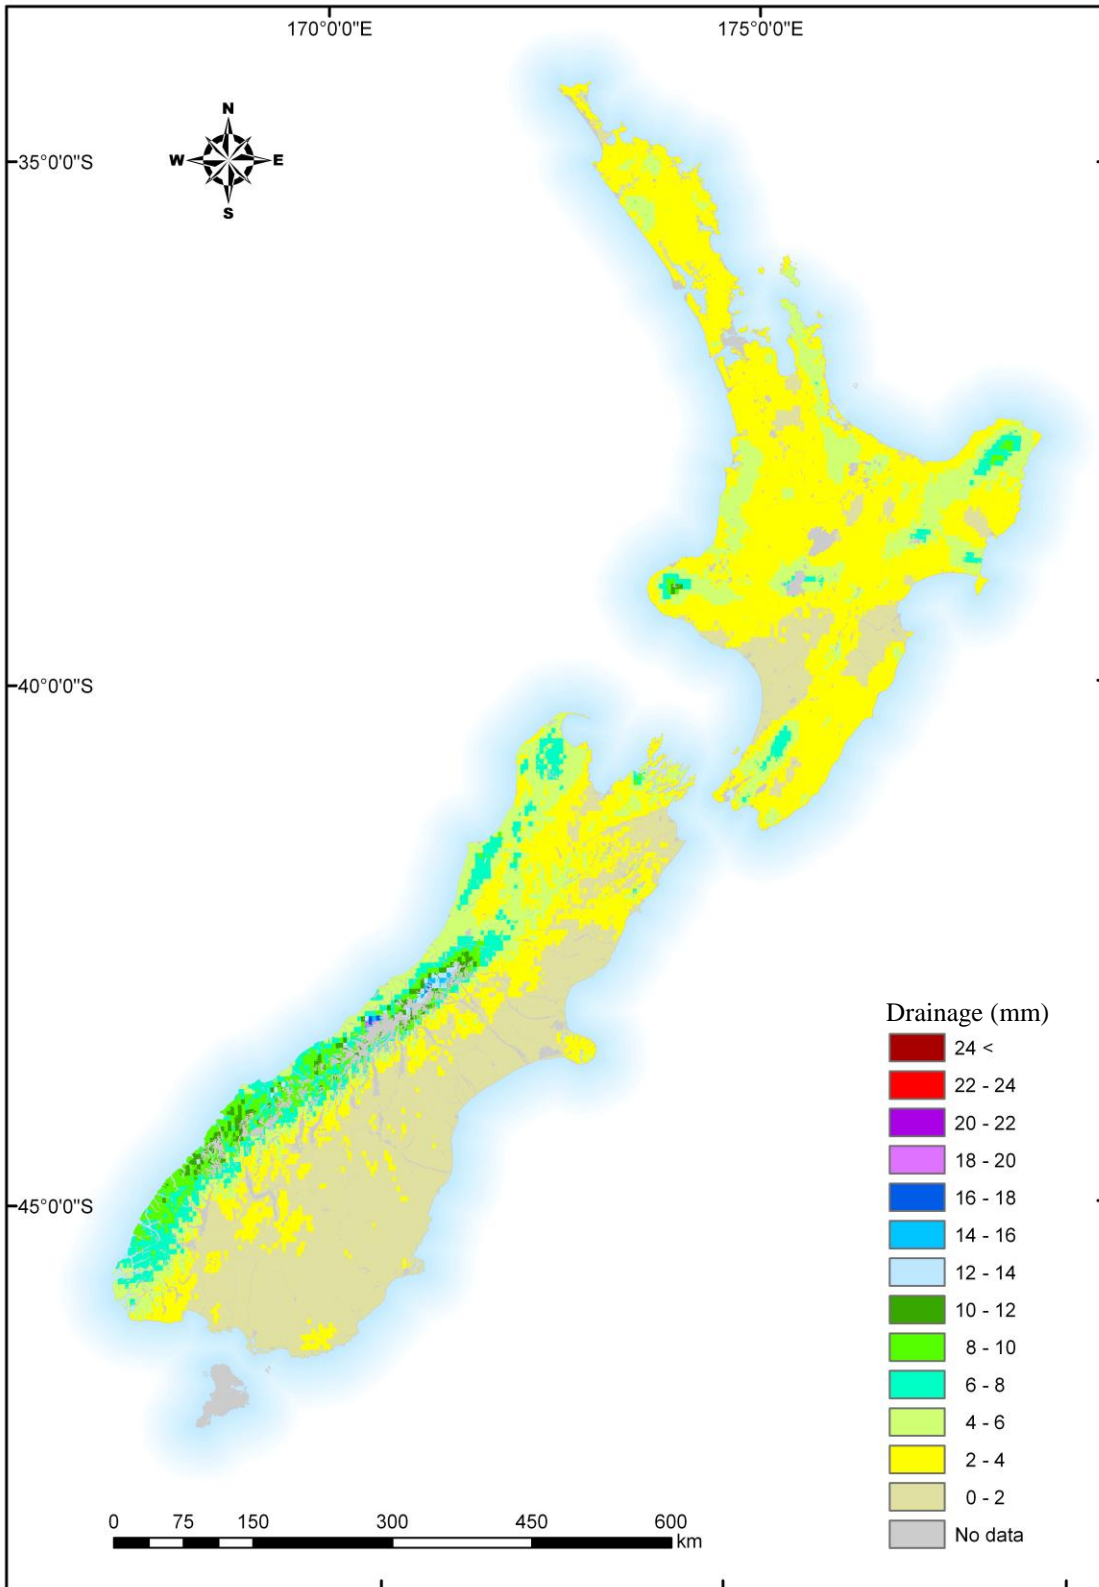 170°0'0"E 175°0'0"E
N
W E
S
35°0'0"S
40°0'0"S
45°0'0"S
Drainage (mm)
24 <
22 - 24
20 - 22
18 - 20
16 - 18
14 - 16
12 - 14
10 - 12
8 - 10
6 - 8
4 - 6
2 - 4
0 - 2
No data
0 75 150 300 450 600
km